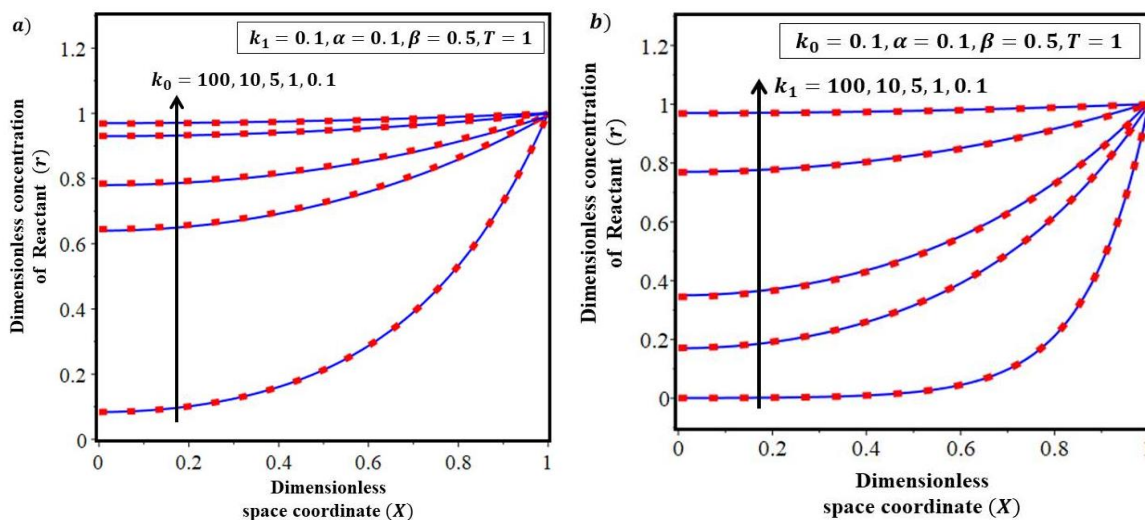 a)
k₁ = 0.1, α = 0.1, β = 0.5, T = 1
k₀ = 100, 10, 5, 1, 0.1
Dimensionless concentration
of Reactant (r)
1.2
1
0.8
0.6
0.4
0.2
0
0 0.2 0.4 0.6 0.8 1
Dimensionless
space coordinate (X)
b)
k₀ = 0.1, α = 0.1, β = 0.5, T = 1
k₁ = 100, 10, 5, 1, 0.1
Dimensionless concentration
of Reactant (r)
1.2
1
0.8
0.6
0.4
0.2
0
0 0.2 0.4 0.6 0.8 1
Dimensionless
space coordinate (X)